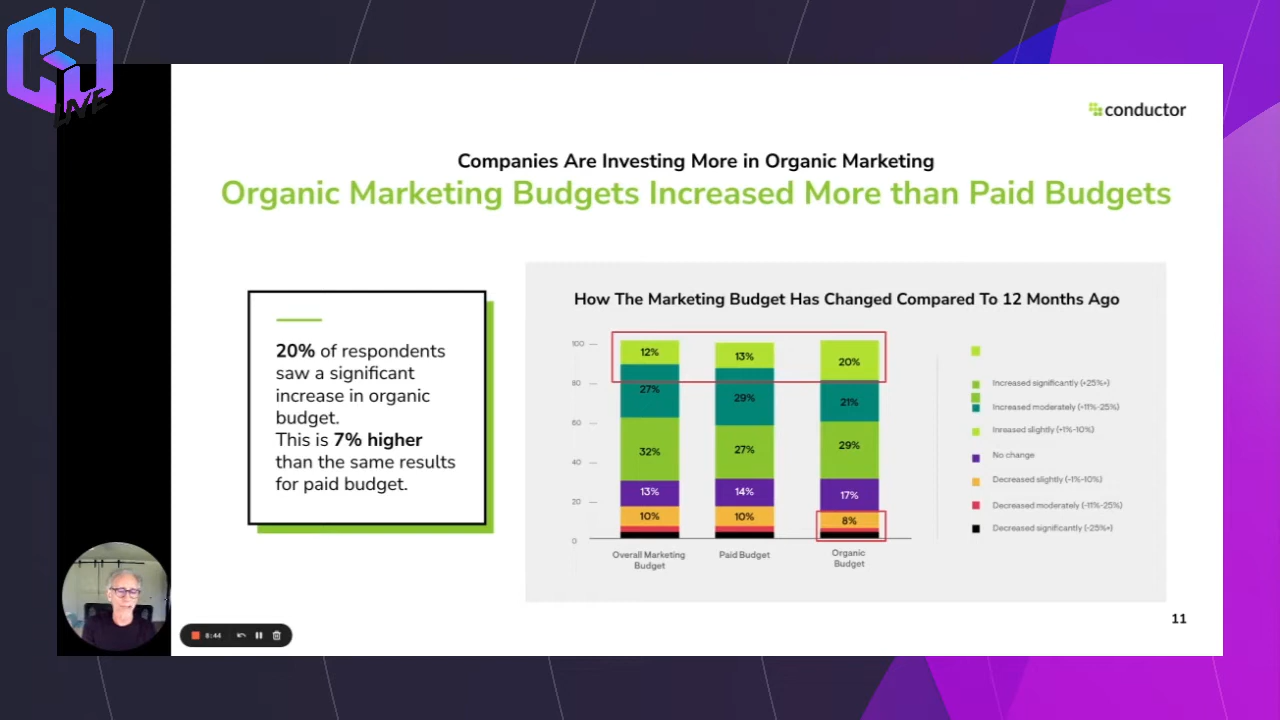 LIVE
conductor
Companies Are Investing More in Organic Marketing
Organic Marketing Budgets Increased More than Paid Budgets
20% of respondents
saw a significant
increase in organic
budget.
This is 7% higher
than the same results
for paid budget.
How The Marketing Budget Has Changed Compared To 12 Months Ago
100
80
60
40
20
0
12%
27%
32%
13%
10%
Overall Marketing
Budget
13%
29%
27%
14%
10%
Paid Budget
20%
21%
29%
17%
8%
Organic
Budget
Increased significantly (+25%+)
Increased moderately (+11%-25%)
Inreased slightly (+1%-10%)
No change
Decreased slightly (-1%-10%)
Decreased moderately (-11%-25%)
Decreased significantly (-25%+)
11
8:44